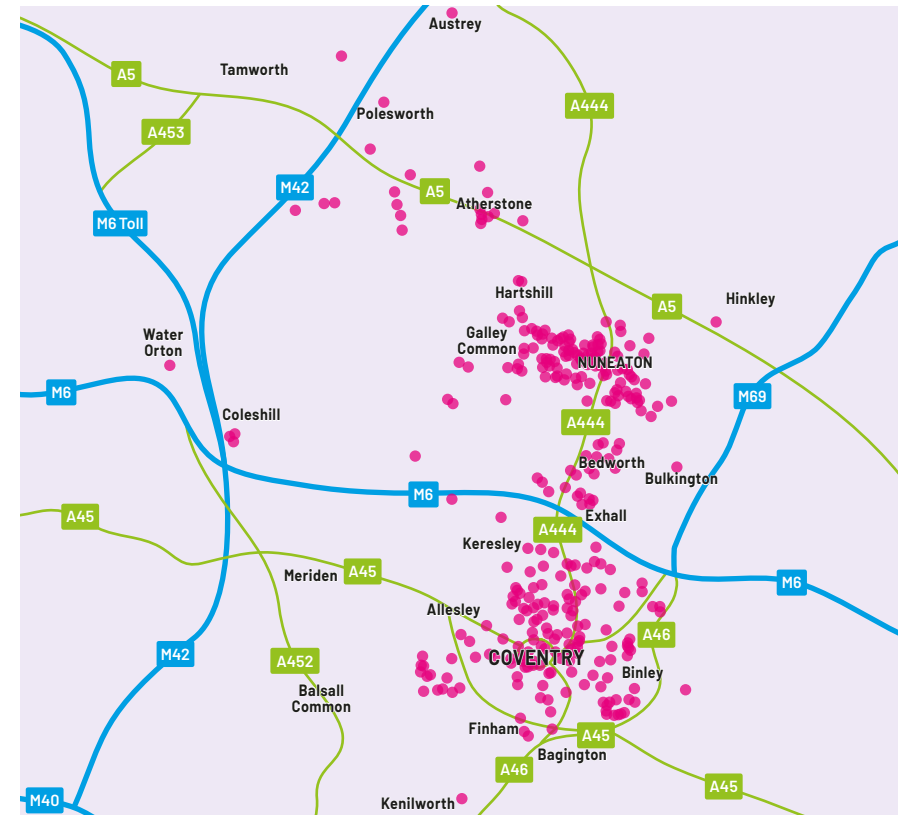 Austrey
Tamworth
A5
A444
Polesworth
A453
M42
A5
Atherstone
M6 Toll
Hartshill
Hinkley
A5
Water
Orton
Galley
Common
NUNEATON
M6
M69
Coleshill
A444
Bedworth
Bulkington
M6
A45
Exhall
A444
Keresley
Meriden
A45
M6
Allesley
A46
M42
A452
COVENTRY
Binley
Balsall
Common
Finham
A45
Bagington
A46
A45
M40
Kenilworth